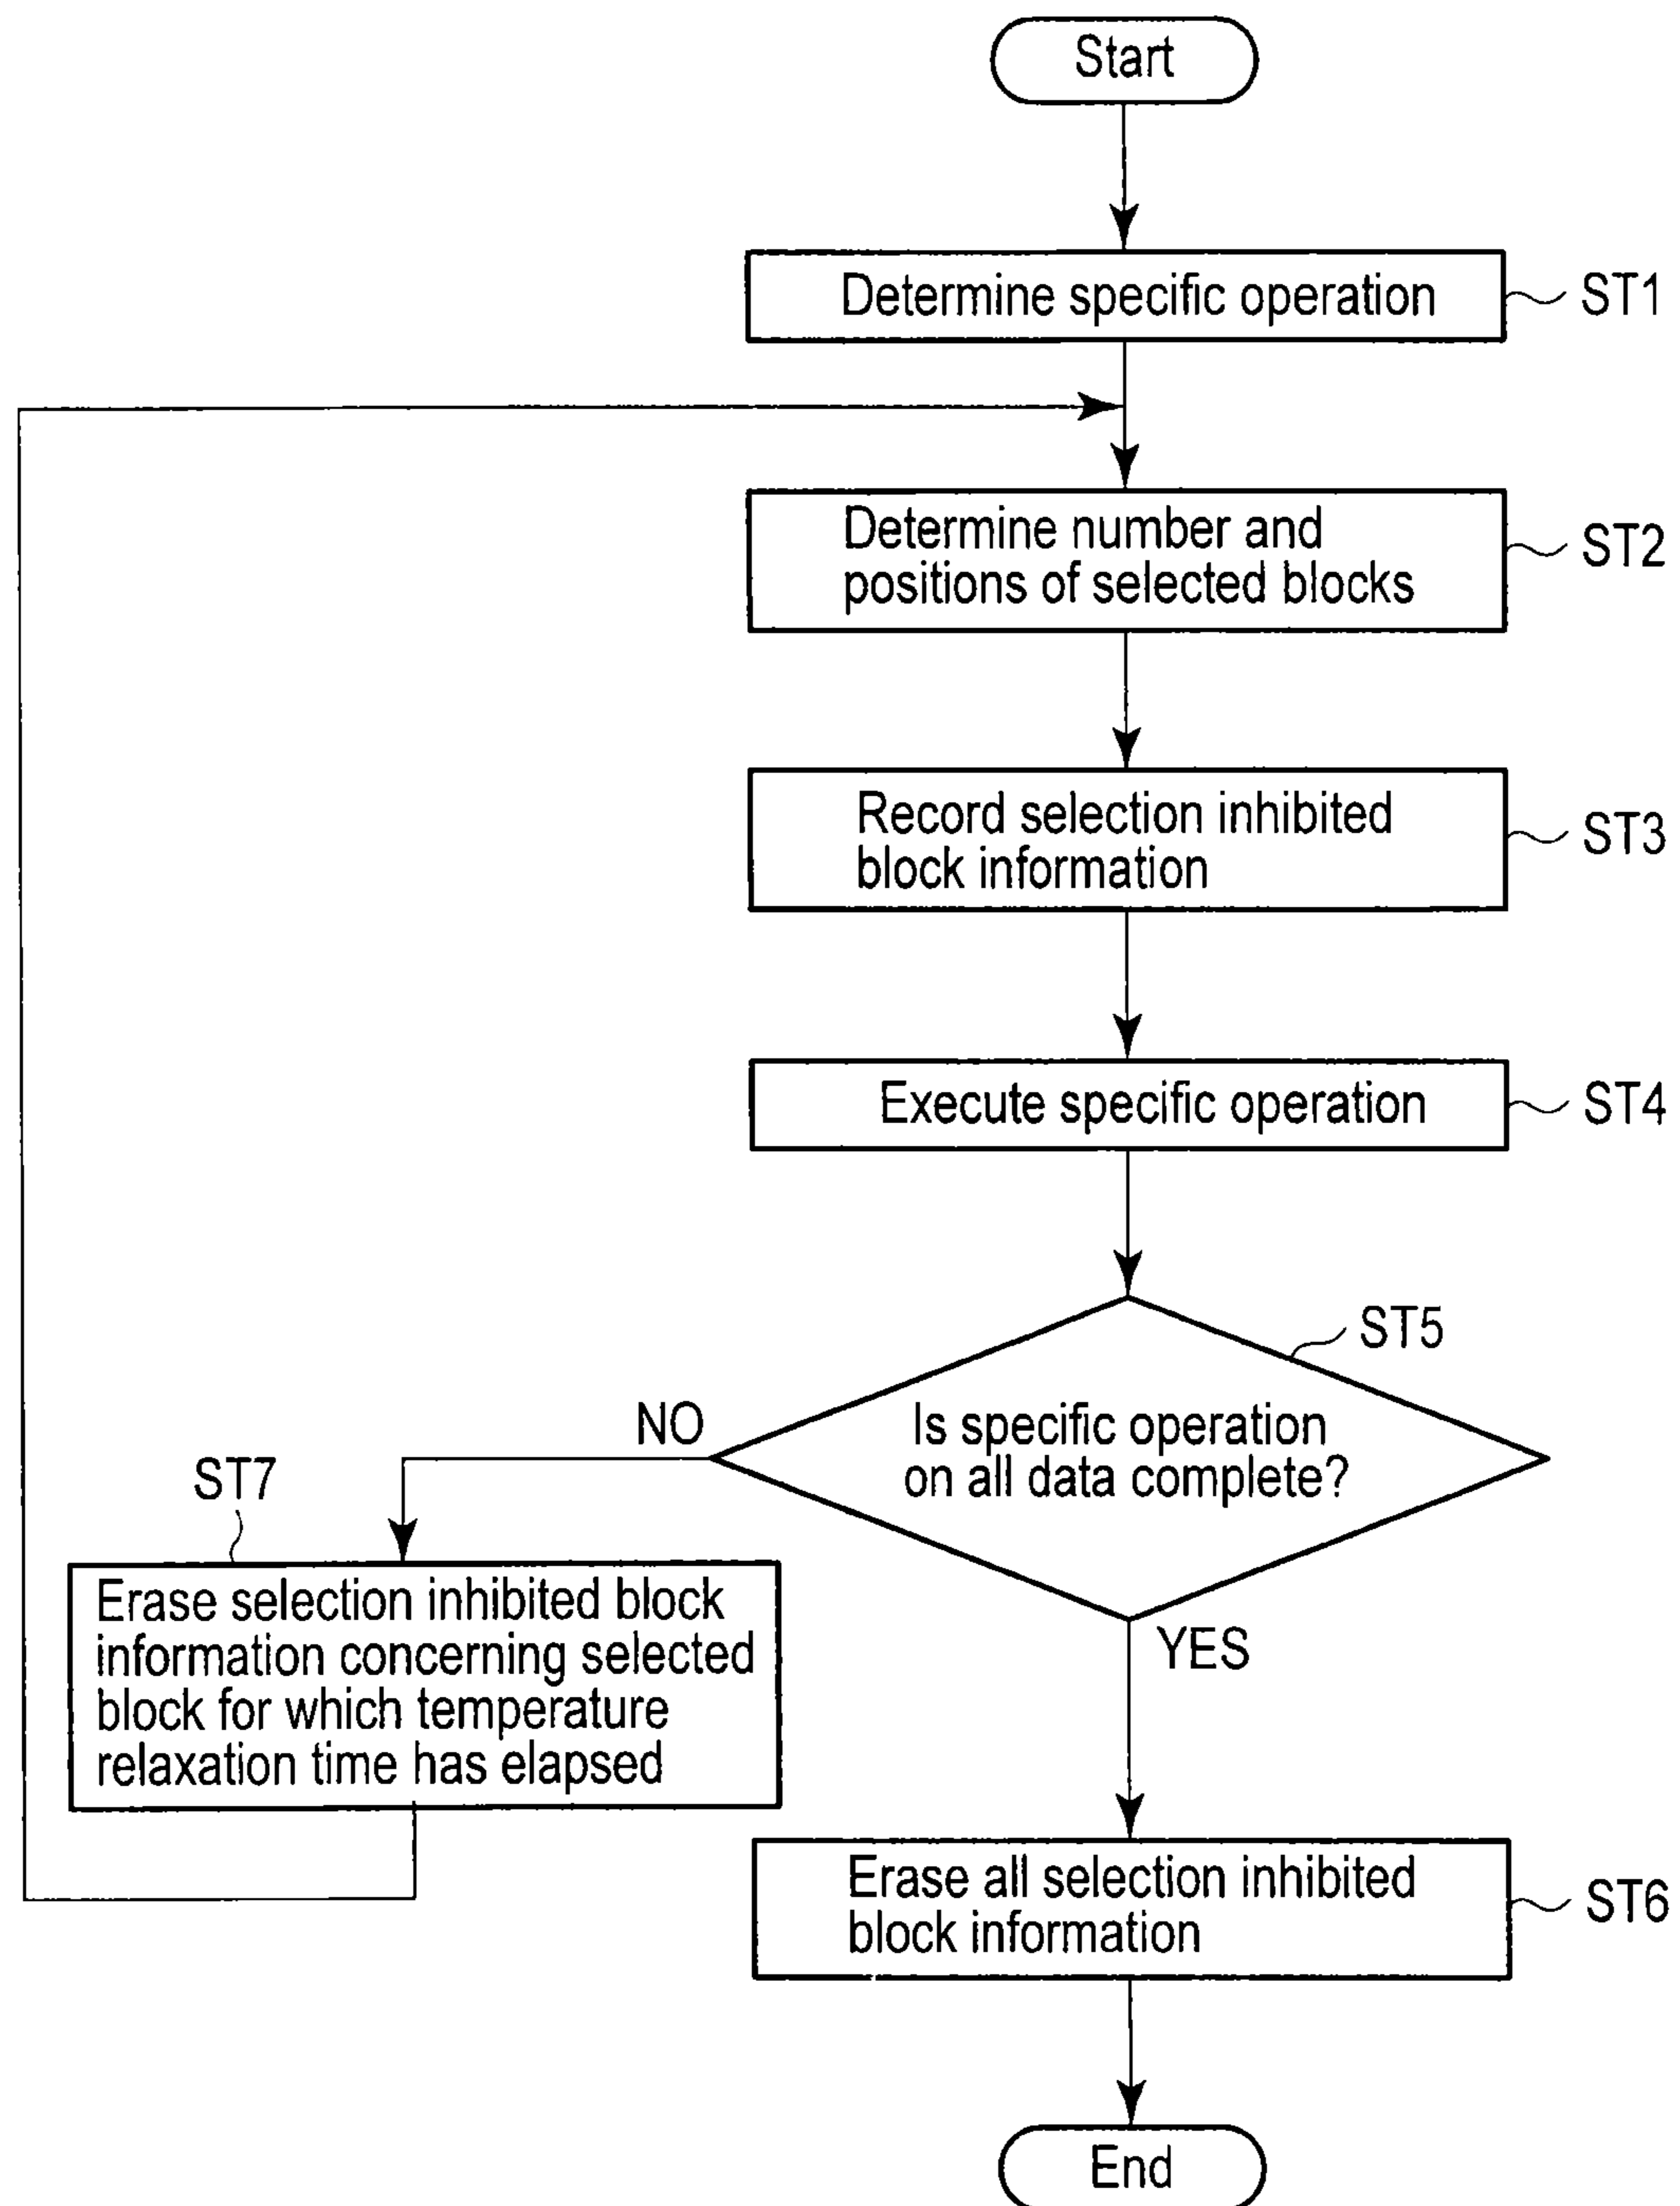 Start
Determine specific operation
ST1
Determine number and
positions of selected blocks
ST2
Record selection inhibited
block information
ST3
Execute specific operation
ST4
ST5
Is specific operation
on all data complete?
NO
YES
ST7
Erase selection inhibited block
information concerning selected
block for which temperature
relaxation time has elapsed
Erase all selection inhibited
block information
ST6
End